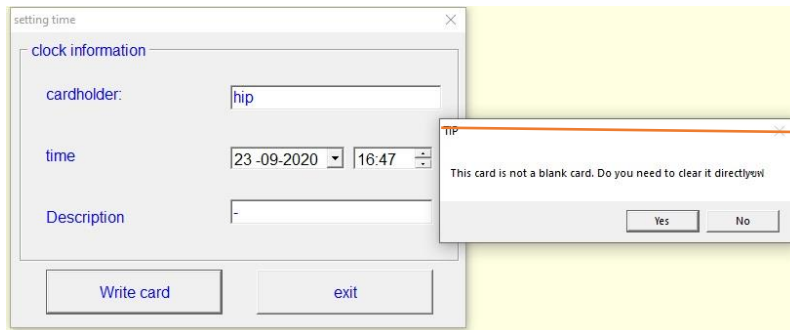 setting time
clock information
cardholder:
hip
time
23 -09-2020
16:47
Description
-
Write card
exit
TIP
This card is not a blank card. Do you need to clear it directly
Yes
No